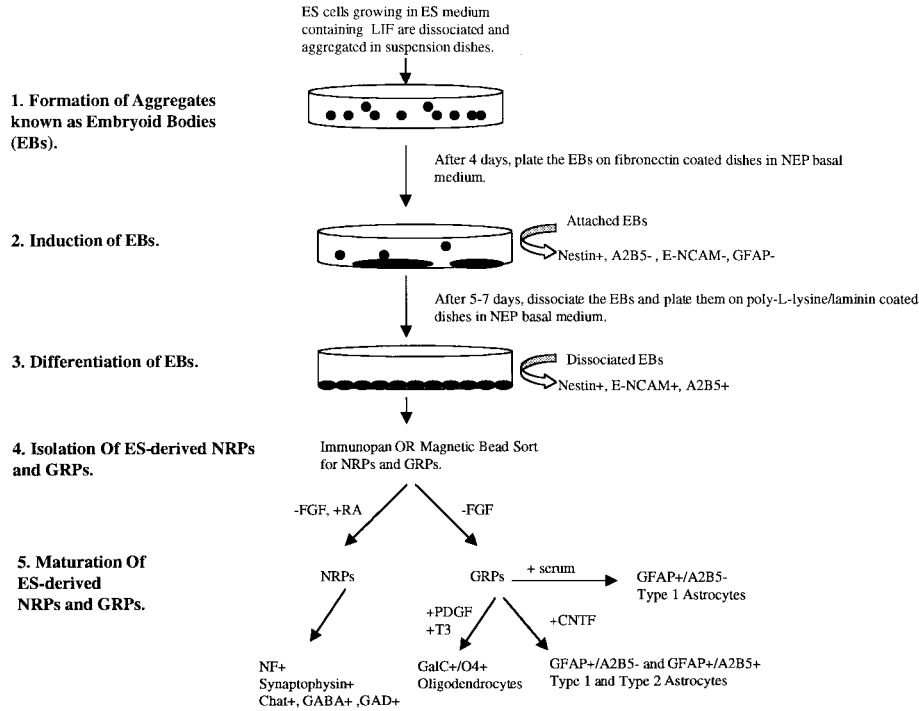 ES cells growing in ES medium
containing LIF are dissociated and
aggregated in suspension dishes.
1. Formation of Aggregates
known as Embryoid Bodies
(EBs).
After 4 days, plate the EBs on fibronectin coated dishes in NEP basal
medium.
2. Induction of EBs.
Attached EBs
Nestin+, A2B5- , E-NCAM-, GFAP-
After 5-7 days, dissociate the EBs and plate them on poly-L-lysine/laminin coated
dishes in NEP basal medium.
3. Differentiation of EBs.
Dissociated EBs
Nestin+, E-NCAM+, A2B5+
4. Isolation Of ES-derived NRPs
and GRPs.
Immunopan OR Magnetic Bead Sort
for NRPs and GRPs.
-FGF, +RA
-FGF
5. Maturation Of
ES-derived
NRPs and GRPs.
NRPs
GRPs
+ serum
GFAP+/A2B5-
Type 1 Astrocytes
+PDGF
+T3
+CNTF
NF+
Synaptophysin+
Chat+, GABA+ ,GAD+
GalC+/O4+
Oligodendrocytes
GFAP+/A2B5- and GFAP+/A2B5+
Type 1 and Type 2 Astrocytes